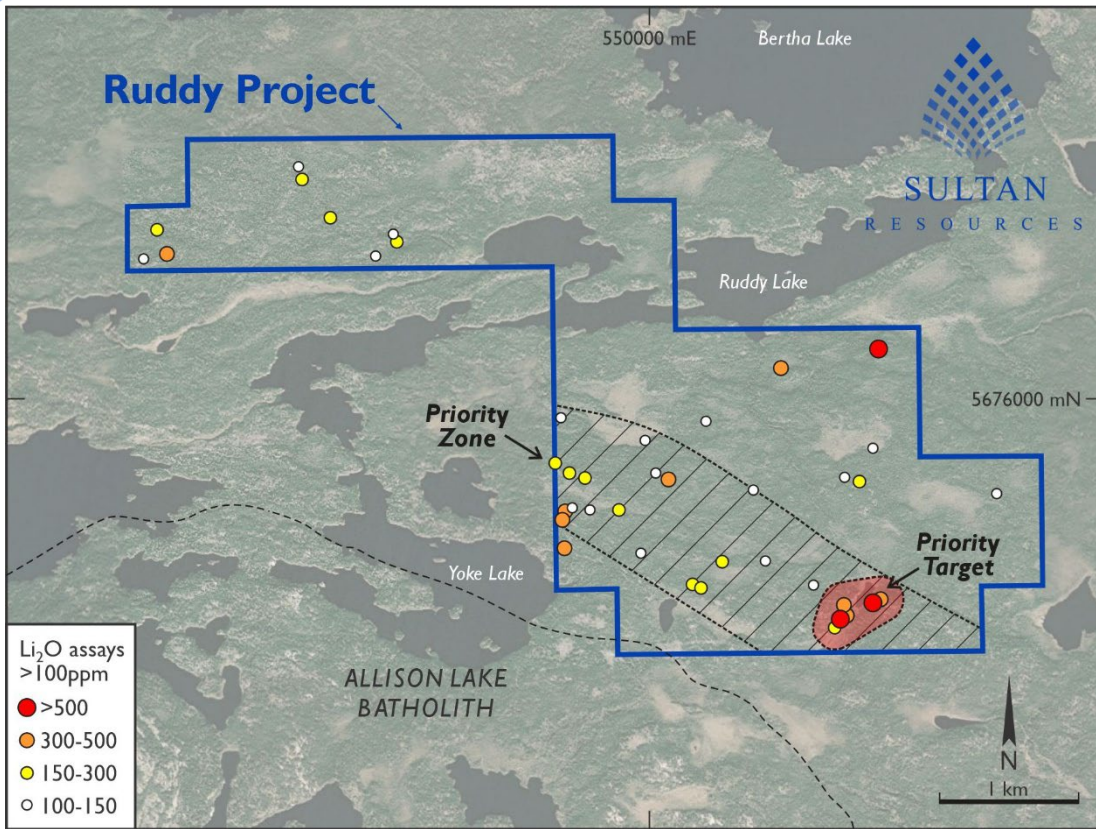 550000 mE
Bertha Lake
Ruddy Project
SULTAN
RESOURCES
Ruddy Lake
5676000 mN
Priority
Zone
Priority
Target
Yoke Lake
Li₂O assays
>100ppm
>500
300-500
150-300
100-150
ALLISON LAKE
BATHOLITH
N
1 km